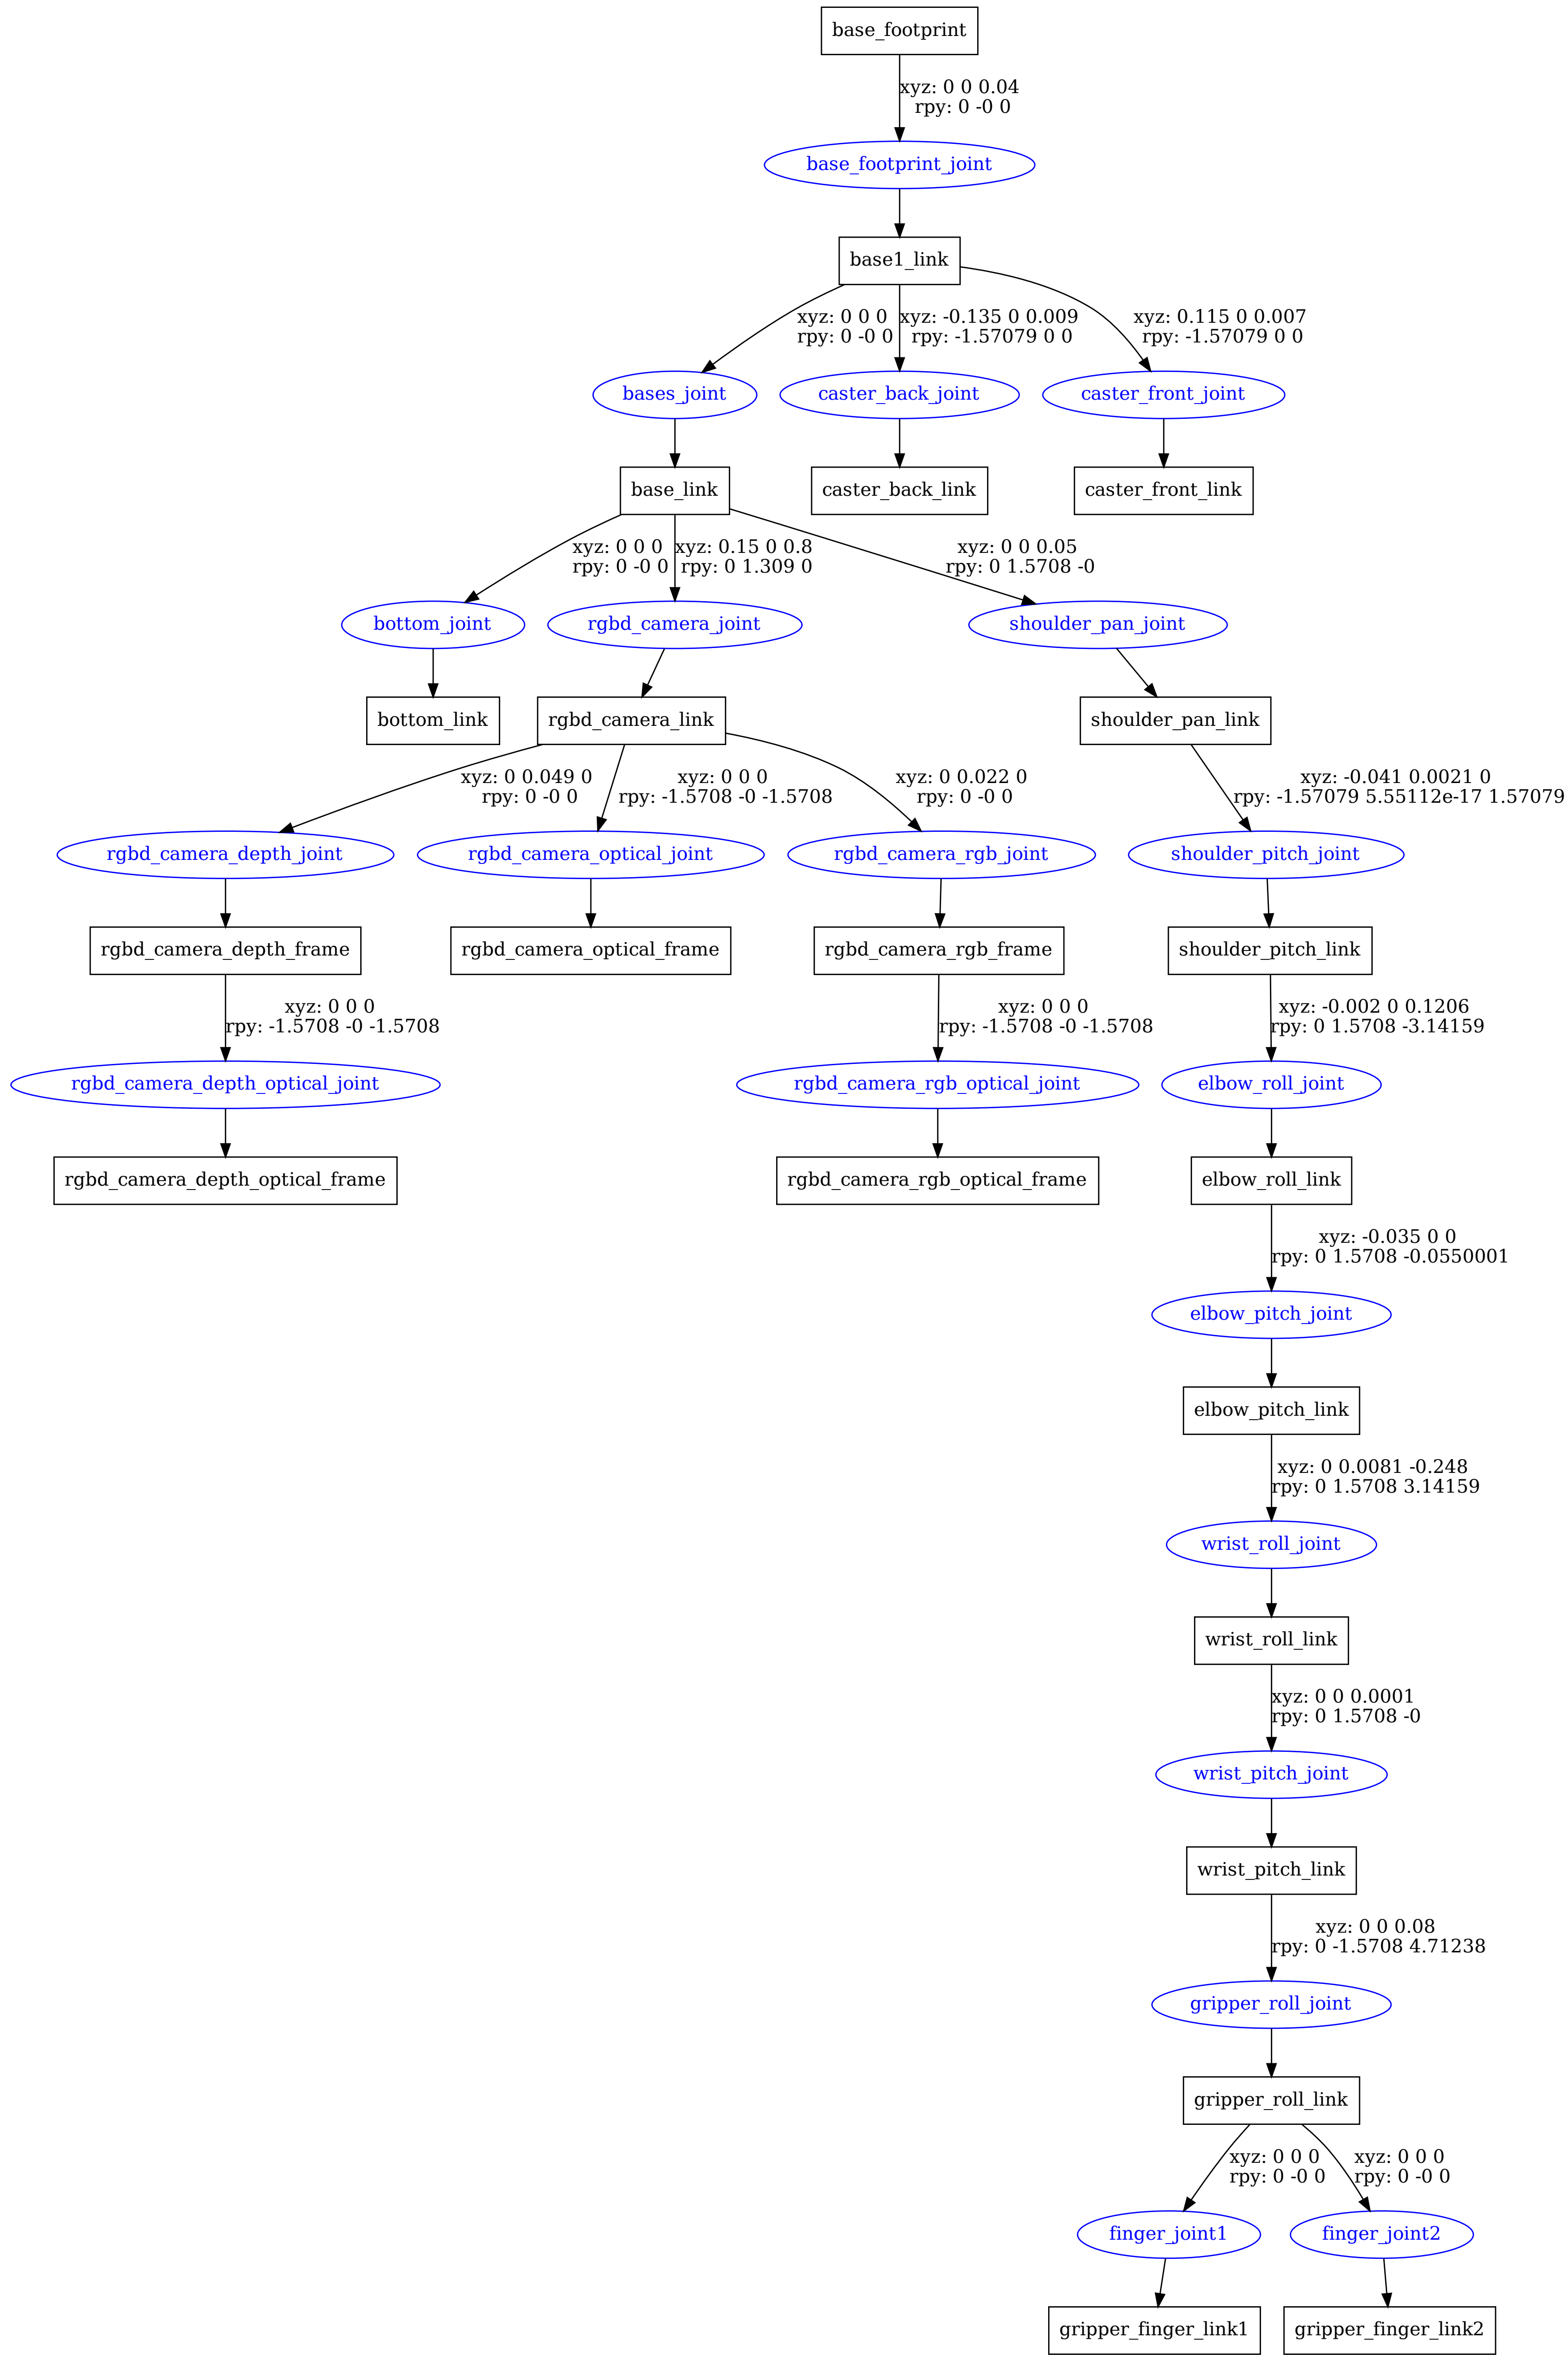 base_footprint
xyz: 0 0 0.04
rpy: 0 -0 0
base_footprint_joint
base1_link
xyz: 0 0 0
rpy: 0 -0 0
xyz: -0.135 0 0.009
rpy: -1.57079 0 0
xyz: 0.115 0 0.007
rpy: -1.57079 0 0
bases_joint
caster_back_joint
caster_front_joint
base_link
caster_back_link
caster_front_link
xyz: 0 0 0
rpy: 0 -0 0
xyz: 0.15 0 0.8
rpy: 0 1.309 0
xyz: 0 0 0.05
rpy: 0 1.5708 -0
bottom_joint
rgbd_camera_joint
shoulder_pan_joint
bottom_link
rgbd_camera_link
shoulder_pan_link
xyz: 0 0.049 0
rpy: 0 -0 0
xyz: 0 0 0
rpy: -1.5708 -0 -1.5708
xyz: 0 0.022 0
rpy: 0 -0 0
xyz: -0.041 0.0021 0
rpy: -1.57079 5.55112e-17 1.57079
rgbd_camera_depth_joint
rgbd_camera_optical_joint
rgbd_camera_rgb_joint
shoulder_pitch_joint
rgbd_camera_depth_frame
rgbd_camera_optical_frame
rgbd_camera_rgb_frame
shoulder_pitch_link
xyz: 0 0 0
rpy: -1.5708 -0 -1.5708
xyz: 0 0 0
rpy: -1.5708 -0 -1.5708
xyz: -0.002 0 0.1206
rpy: 0 1.5708 -3.14159
rgbd_camera_depth_optical_joint
rgbd_camera_rgb_optical_joint
elbow_roll_joint
rgbd_camera_depth_optical_frame
rgbd_camera_rgb_optical_frame
elbow_roll_link
xyz: -0.035 0 0
rpy: 0 1.5708 -0.0550001
elbow_pitch_joint
elbow_pitch_link
xyz: 0 0.0081 -0.248
rpy: 0 1.5708 3.14159
wrist_roll_joint
wrist_roll_link
xyz: 0 0 0.0001
rpy: 0 1.5708 -0
wrist_pitch_joint
wrist_pitch_link
xyz: 0 0 0.08
rpy: 0 -1.5708 4.71238
gripper_roll_joint
gripper_roll_link
xyz: 0 0 0
rpy: 0 -0 0
xyz: 0 0 0
rpy: 0 -0 0
finger_joint1
finger_joint2
gripper_finger_link1
gripper_finger_link2